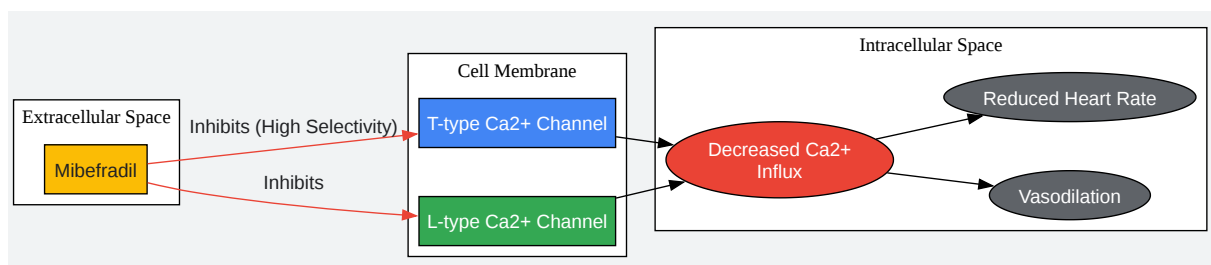 Extracellular Space
Mibefradil
Inhibits (High Selectivity)
Inhibits
Cell Membrane
T-type Ca2+ Channel
L-type Ca2+ Channel
Intracellular Space
Decreased Ca2+
Influx
Reduced Heart Rate
Vasodilation